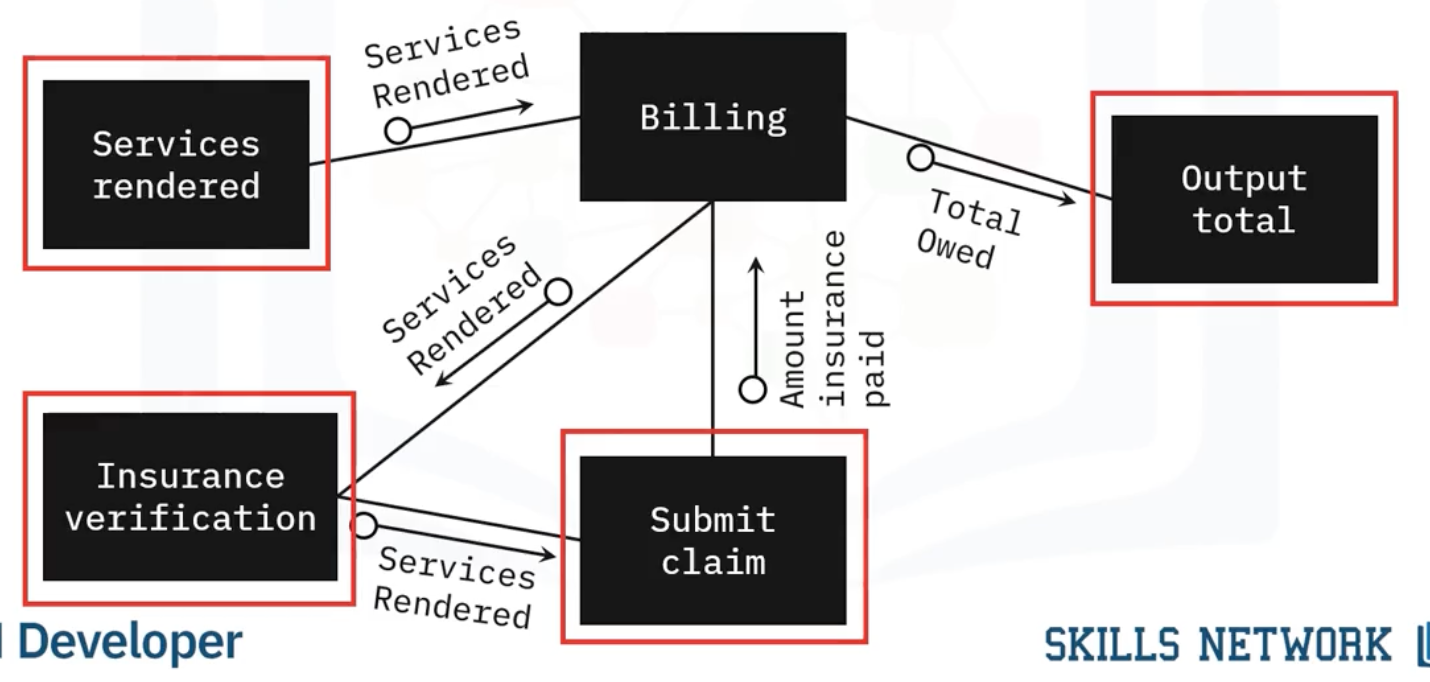 Services
Rendered
Billing
Services
rendered
Output
total
Total
Owed
Services
Rendered
Amount
insurance
paid
Insurance
verification
Submit
claim
Services
Rendered
Developer
SKILLS NETWORK